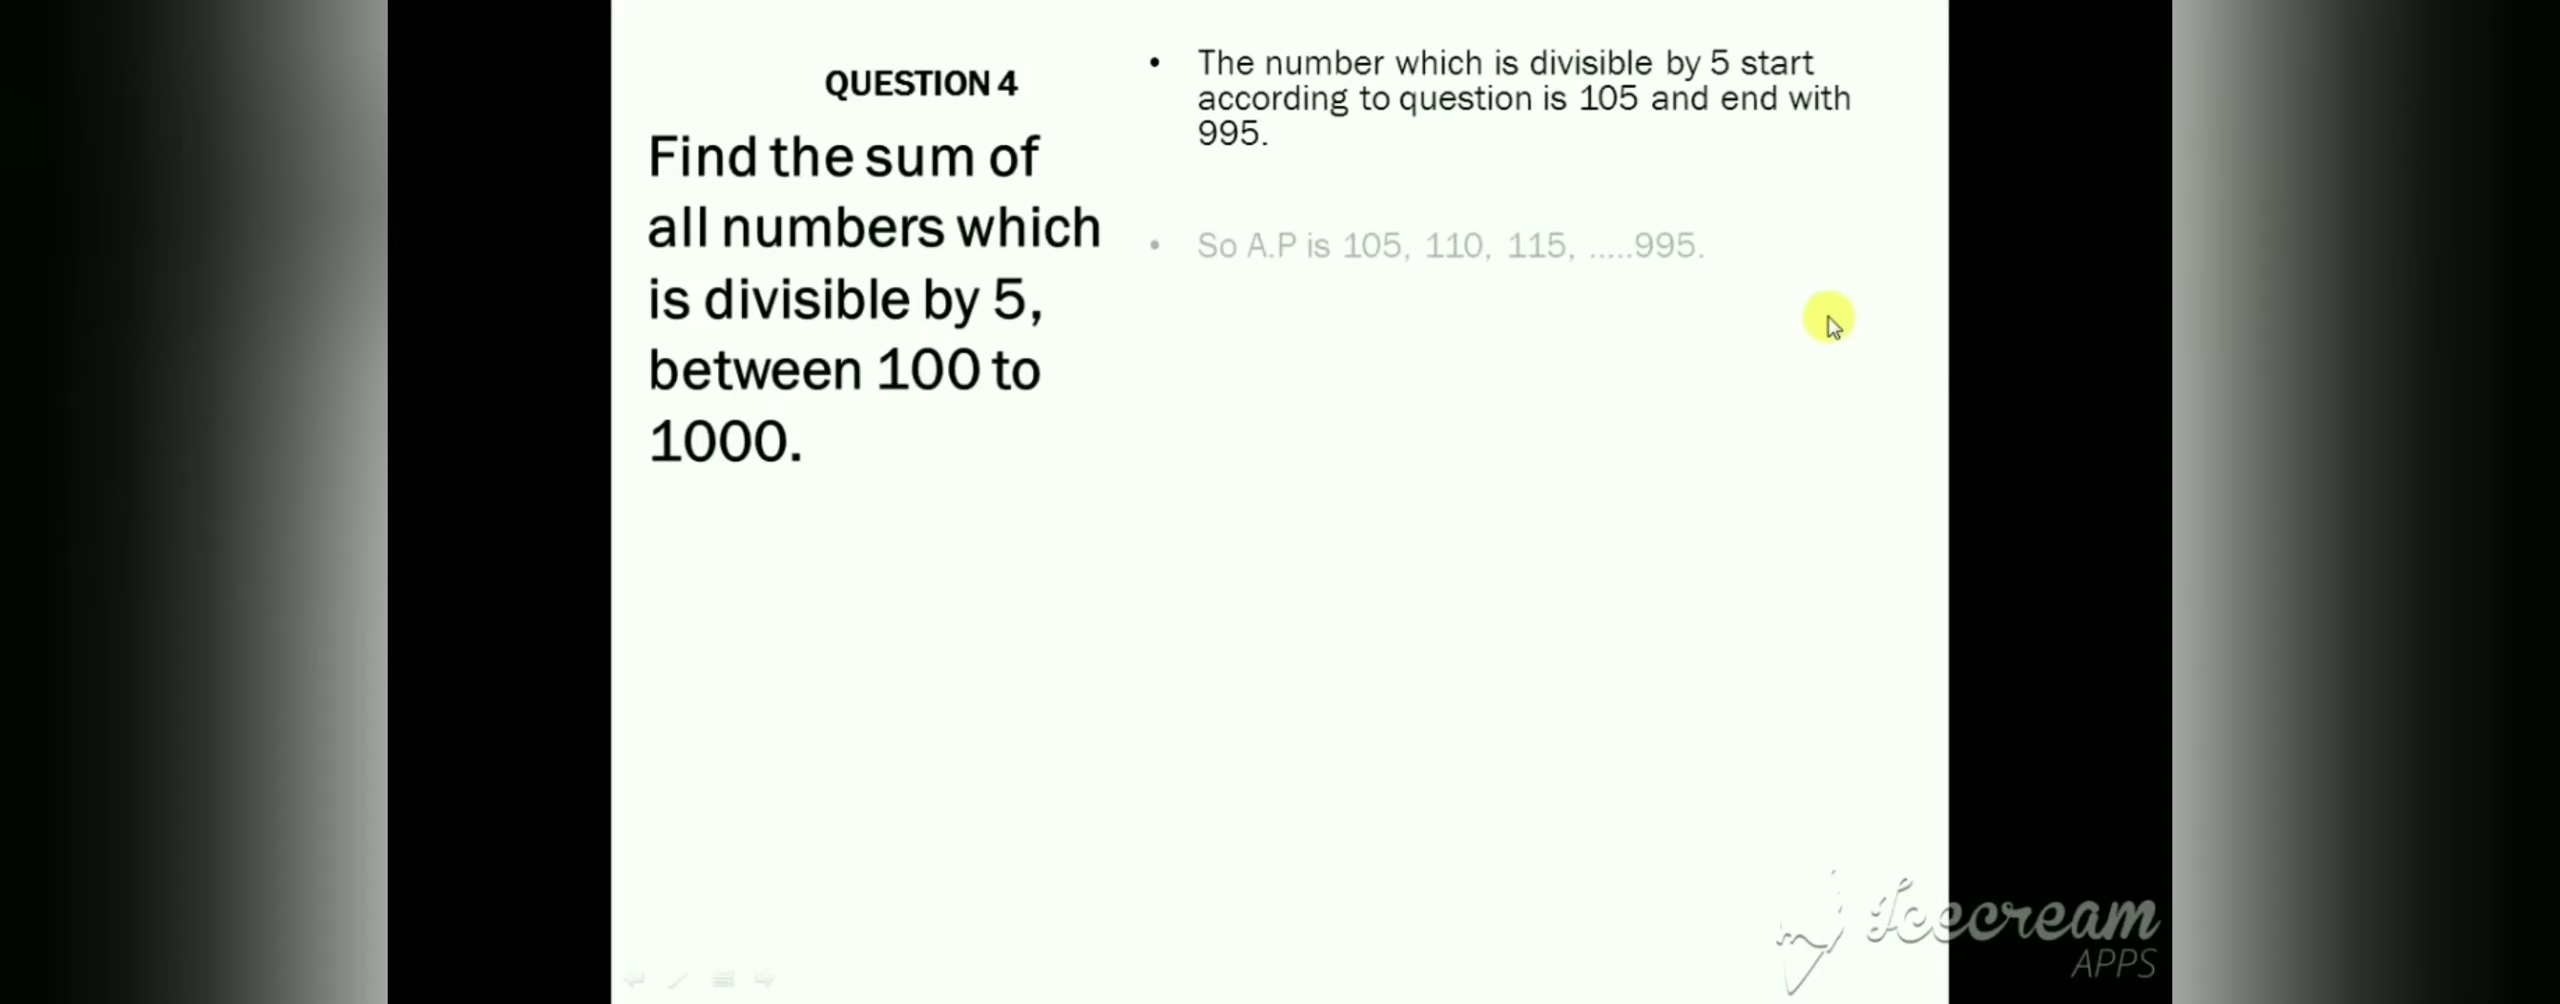 QUESTION 4
Find the sum of
all numbers which
is divisible by 5,
between 100 to
1000.
• The number which is divisible by 5 start
according to question is 105 and end with
995.
• So A.P is 105, 110, 115, .....995.
Icecream
APPS